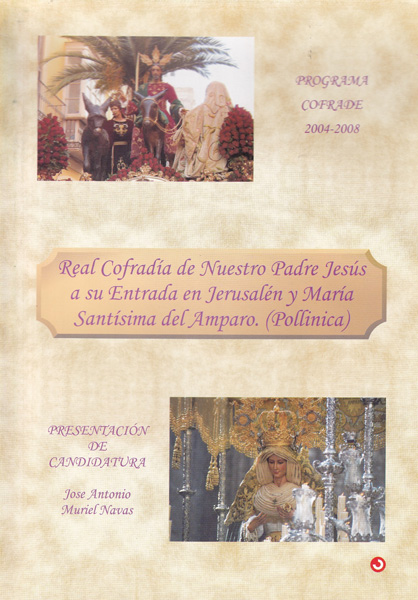 PROGRAMA
COFRADE
2004-2008
Real Cofradía de Nuestro Padre Jesús
a su Entrada en Jerusalén y María
Santísima del Amparo. (Pollinica)
PRESENTACIÓN
DE
CANDIDATURA
Jose Antonio
Muriel Navas